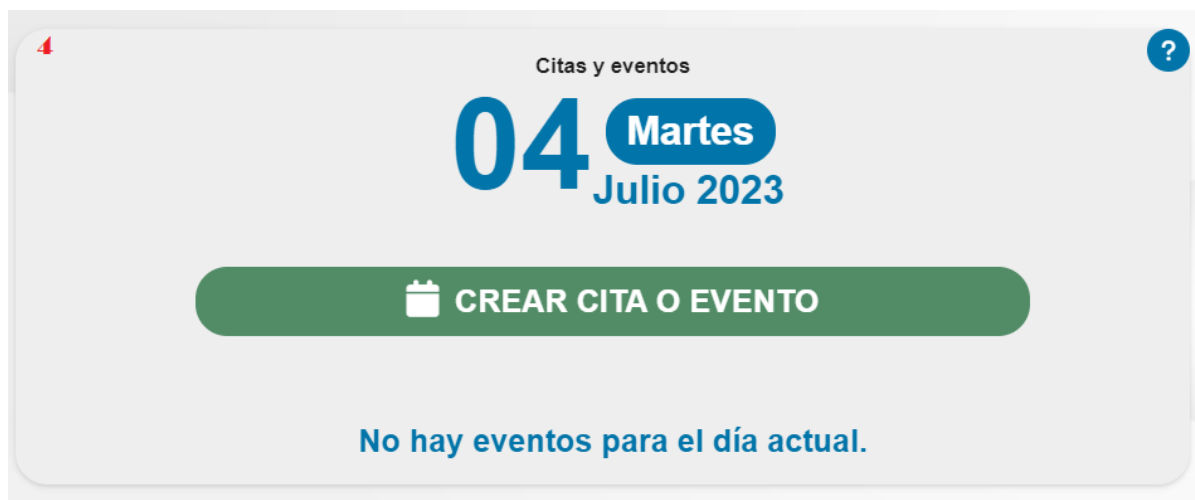 4
?
Citas y eventos
04 Martes
Julio 2023
CREAR CITA O EVENTO
No hay eventos para el día actual.